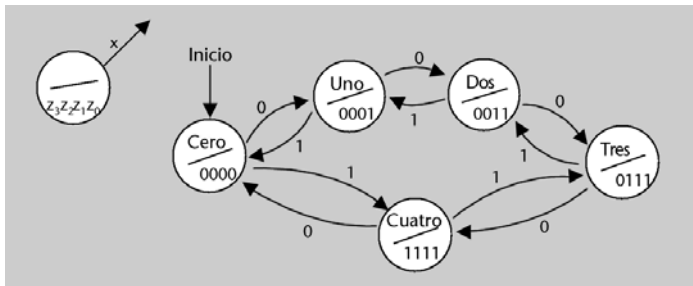 x
Z3Z2Z1Z0
Inicio
0
Uno
0001
0
1
Dos
0011
0
1
Cero
0000
1
1
Tres
0111
1
0
0
Cuatro
1111
1